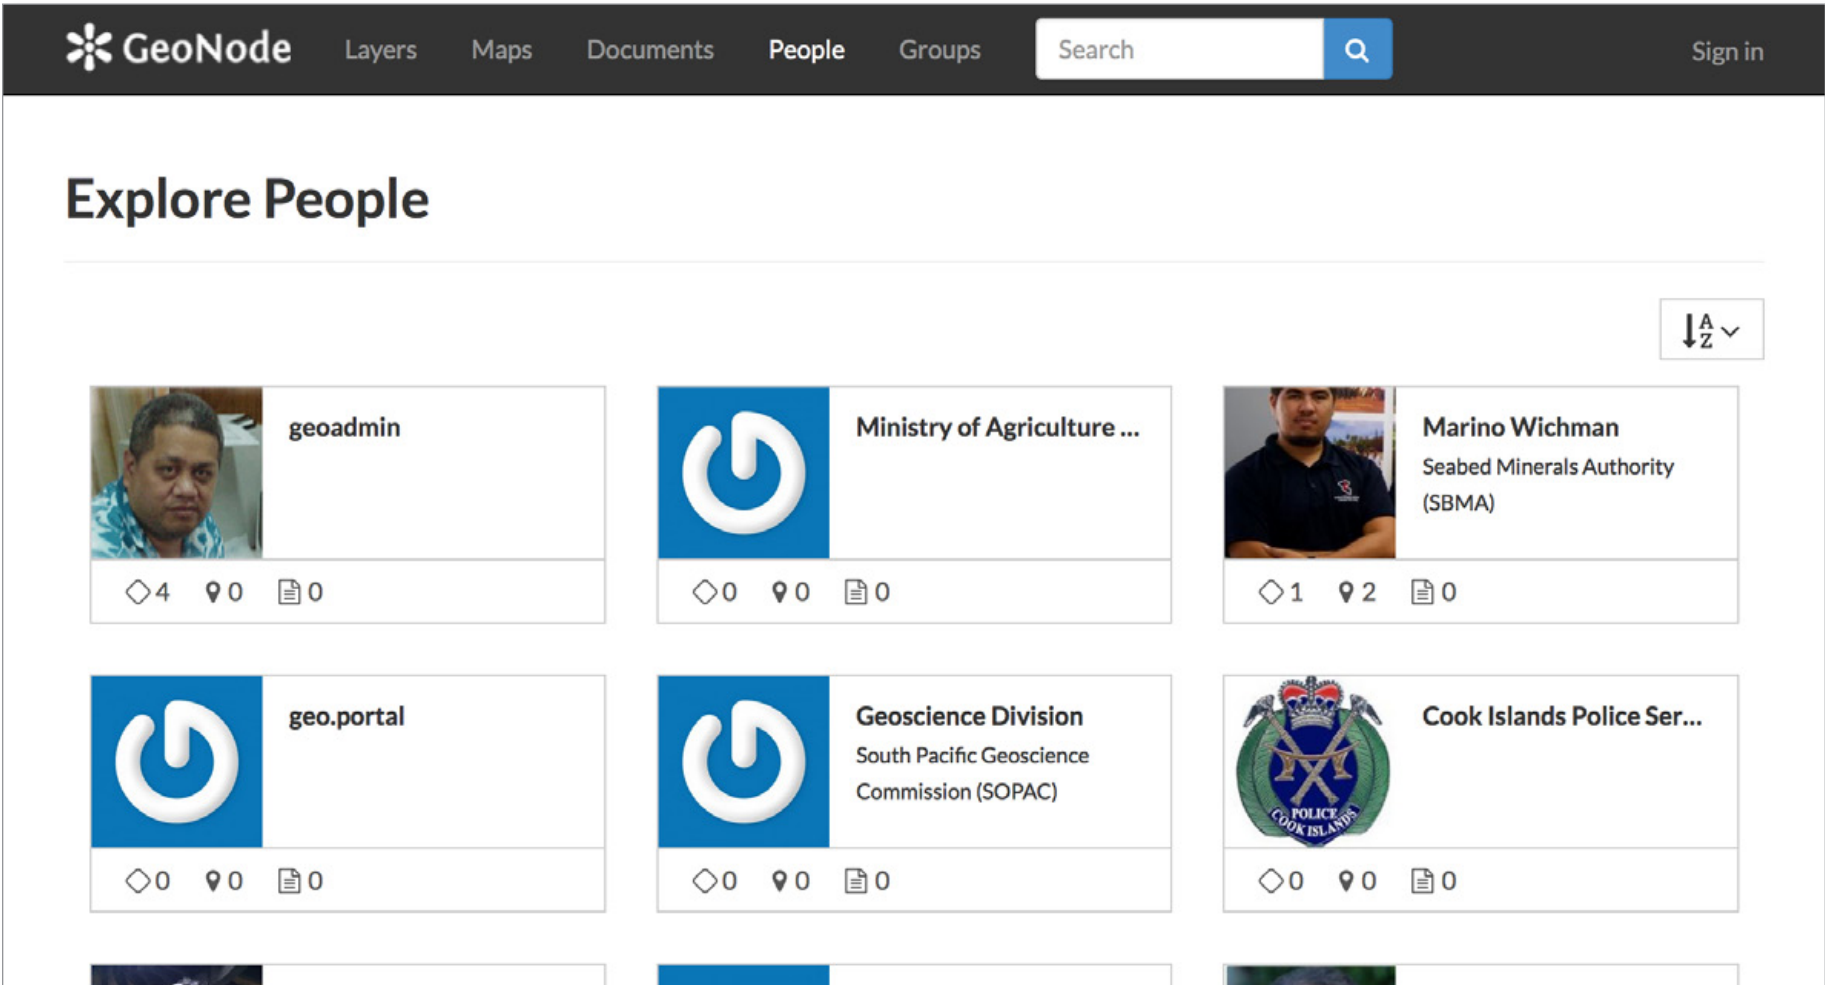 GeoNode Layers Maps Documents People Groups Search Sign in
Explore People
A
Z
geoadmin
4 0 0
Ministry of Agriculture ...
0 0 0
Marino Wichman
Seabed Minerals Authority
(SBMA)
1 2 0
geo.portal
0 0 0
Geoscience Division
South Pacific Geoscience
Commission (SOPAC)
0 0 0
Cook Islands Police Ser...
POLICE
COOK ISLANDS
0 0 0